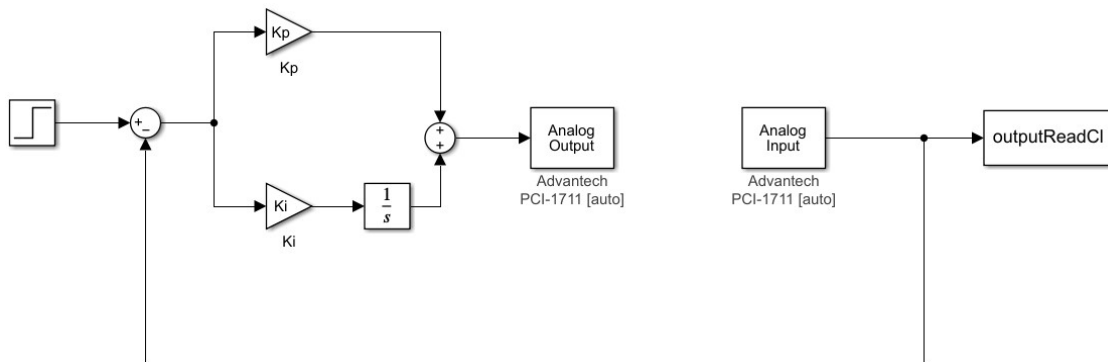 Kp
Kp
+
−
+
+
Analog
Output
Advantech
PCI-1711 [auto]
Analog
Input
Advantech
PCI-1711 [auto]
outputReadCl
Ki
Ki
1
s